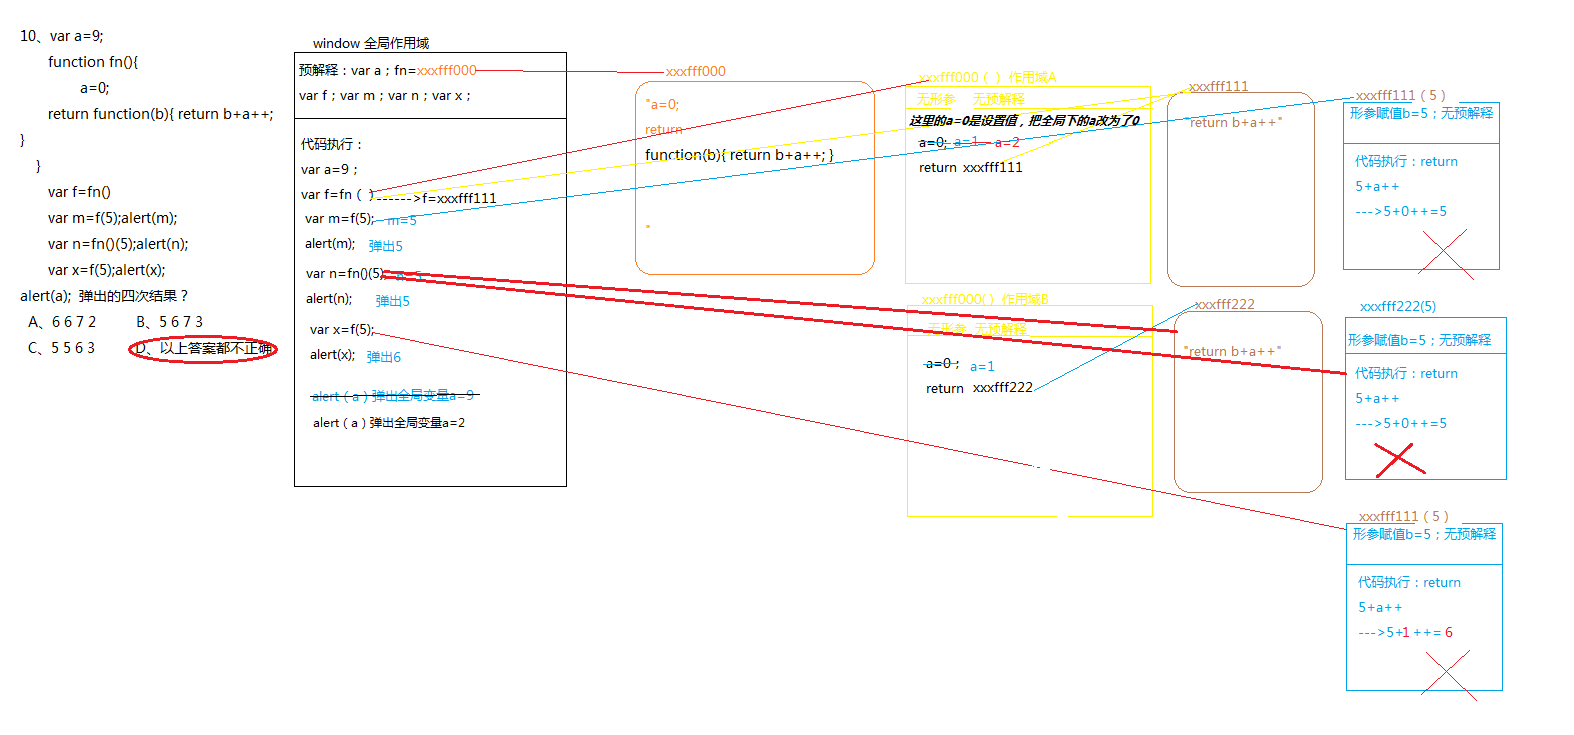 10、var a=9;
function fn(){
a=0;
return function(b){ return b+a++;
}
}
var f=fn()
var m=f(5);alert(m);
var n=fn()(5);alert(n);
var x=f(5);alert(x);
alert(a); 弹出的四次结果？
A、6 6 7 2 B、5 6 7 3
C、5 5 6 3 D、以上答案都不正确
window 全局作用域
预解释：var a；fn=xxxfff000
var f；var m；var n；var x；
代码执行：
var a=9；
var f=fn（ ）------>f=xxxfff111
var m=f(5); m=5
alert(m); 弹出5
var n=fn()(5); n=5
alert(n); 弹出5
var x=f(5);
alert(x); 弹出6
alert（a）弹出全局变量a=9
alert（a）弹出全局变量a=2
xxxfff000
"a=0;
return
function(b){ return b+a++; }
"
xxxfff000（ ）作用域A
无形参 无预解释
这里的a=0是设置值，把全局下的a改为了0
a=0; a=1 a=2
return xxxfff111
xxxfff111
"return b+a++"
xxxfff111（5）
形参赋值b=5；无预解释
代码执行：return
5+a++
--->5+0++=5
xxxfff000( ）作用域B
无形参 无预解释
a=0； a=1
return xxxfff222
xxxfff222
"return b+a++"
xxxfff222(5)
形参赋值b=5；无预解释
代码执行：return
5+a++
--->5+0++=5
xxxfff111（5）
形参赋值b=5；无预解释
代码执行：return
5+a++
--->5+1 ++= 6